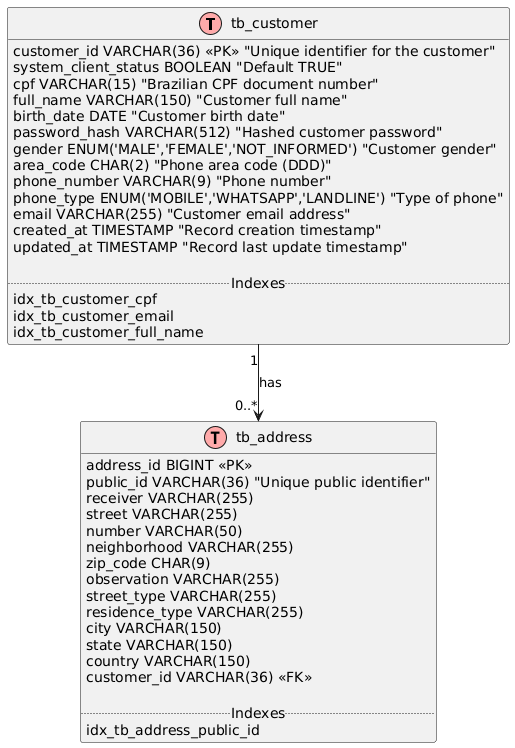 T tb_customer
customer_id VARCHAR(36) «PK» "Unique identifier for the customer"
system_client_status BOOLEAN "Default TRUE"
cpf VARCHAR(15) "Brazilian CPF document number"
full_name VARCHAR(150) "Customer full name"
birth_date DATE "Customer birth date"
password_hash VARCHAR(512) "Hashed customer password"
gender ENUM('MALE','FEMALE','NOT_INFORMED') "Customer gender"
area_code CHAR(2) "Phone area code (DDD)"
phone_number VARCHAR(9) "Phone number"
phone_type ENUM('MOBILE','WHATSAPP','LANDLINE') "Type of phone"
email VARCHAR(255) "Customer email address"
created_at TIMESTAMP "Record creation timestamp"
updated_at TIMESTAMP "Record last update timestamp"
Indexes
idx_tb_customer_cpf
idx_tb_customer_email
idx_tb_customer_full_name
1
has
0..*
T tb_address
address_id BIGINT «PK»
public_id VARCHAR(36) "Unique public identifier"
receiver VARCHAR(255)
street VARCHAR(255)
number VARCHAR(50)
neighborhood VARCHAR(255)
zip_code CHAR(9)
observation VARCHAR(255)
street_type VARCHAR(255)
residence_type VARCHAR(255)
city VARCHAR(150)
state VARCHAR(150)
country VARCHAR(150)
customer_id VARCHAR(36) «FK»
Indexes
idx_tb_address_public_id